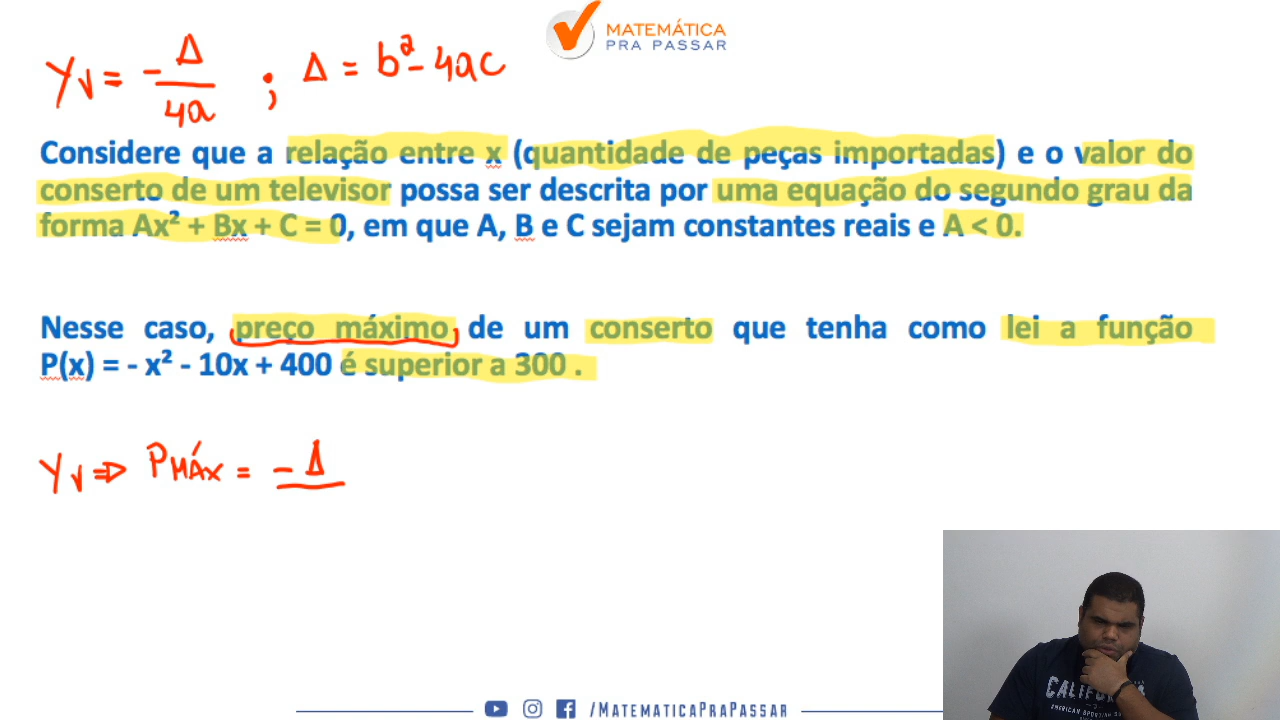 MATEMÁTICA
PRA PASSAR
Yv = -Δ/4a ; Δ = b² - 4ac
Considere que a relação entre x (quantidade de peças importadas) e o valor do
conserto de um televisor possa ser descrita por uma equação do segundo grau da
forma Ax² + Bx + C = 0, em que A, B e C sejam constantes reais e A < 0.
Nesse caso, preço máximo de um conserto que tenha como lei a função
P(x) = - x² - 10x + 400 é superior a 300 .
Yv ⇒ PMÁX = -Δ
CALIFORNIA
/MatematicaPraPassar